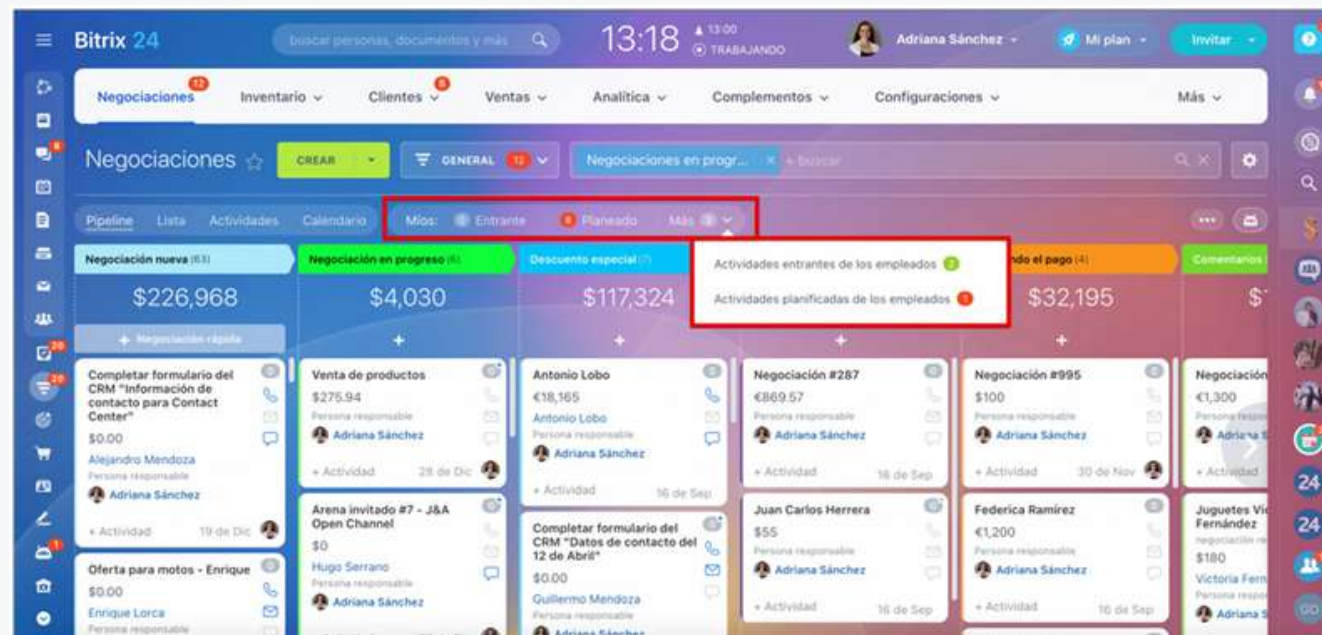 Bitrix 24
buscar personas, documentos y más
13:18
13:00
TRABAJANDO
Adriana Sánchez
Mi plan
Invitar
Negociaciones 12
Inventario
Clientes
Ventas
Analítica
Complementos
Configuraciones
Más
Negociaciones
CREAR
GENERAL 12
Negociaciones en progr... × + buscar
Pipeline
Lista
Actividades
Calendario
Míos:
Entrante
Planeado
Más
Actividades entrantes de los empleados
Actividades planificadas de los empleados
Negociación nueva (63)
Negociación en progreso (6)
Descuento especial (7)
ndo el pago (4)
Comentarios
$226,968
$4,030
$117,324
$32,195
+ Negociación rápida
Completar formulario del
CRM "Información de
contacto para Contact
Center"
$0.00
Alejandro Mendoza
Persona responsable
Adriana Sánchez
+ Actividad 19 de Dic
Oferta para motos - Enrique
$0.00
Enrique Lorca
Persona responsable
Venta de productos
$275.94
Persona responsable
Adriana Sánchez
+ Actividad 28 de Dic
Arena invitado #7 - J&A
Open Channel
$0
Hugo Serrano
Persona responsable
Adriana Sánchez
Antonio Lobo
€18,165
Antonio Lobo
Persona responsable
Adriana Sánchez
+ Actividad 16 de Sep
Completar formulario del
CRM "Datos de contacto del
12 de Abril"
$0.00
Guillermo Mendoza
Persona responsable
Adriana Sánchez
Negociación #287
€869.57
Persona responsable
Adriana Sánchez
+ Actividad 16 de Sep
Juan Carlos Herrera
$55
Persona responsable
Adriana Sánchez
+ Actividad 16 de Sep
Negociación #995
$100
Persona responsable
Adriana Sánchez
+ Actividad 30 de Nov
Federica Ramírez
€1,200
Persona responsable
Adriana Sánchez
+ Actividad 16 de Sep
Negociación
€1,300
Adriana S
+ Actividad
Juguetes Vic
Fernández
$180
Victoria Fern
Adriana S
24
24
GD